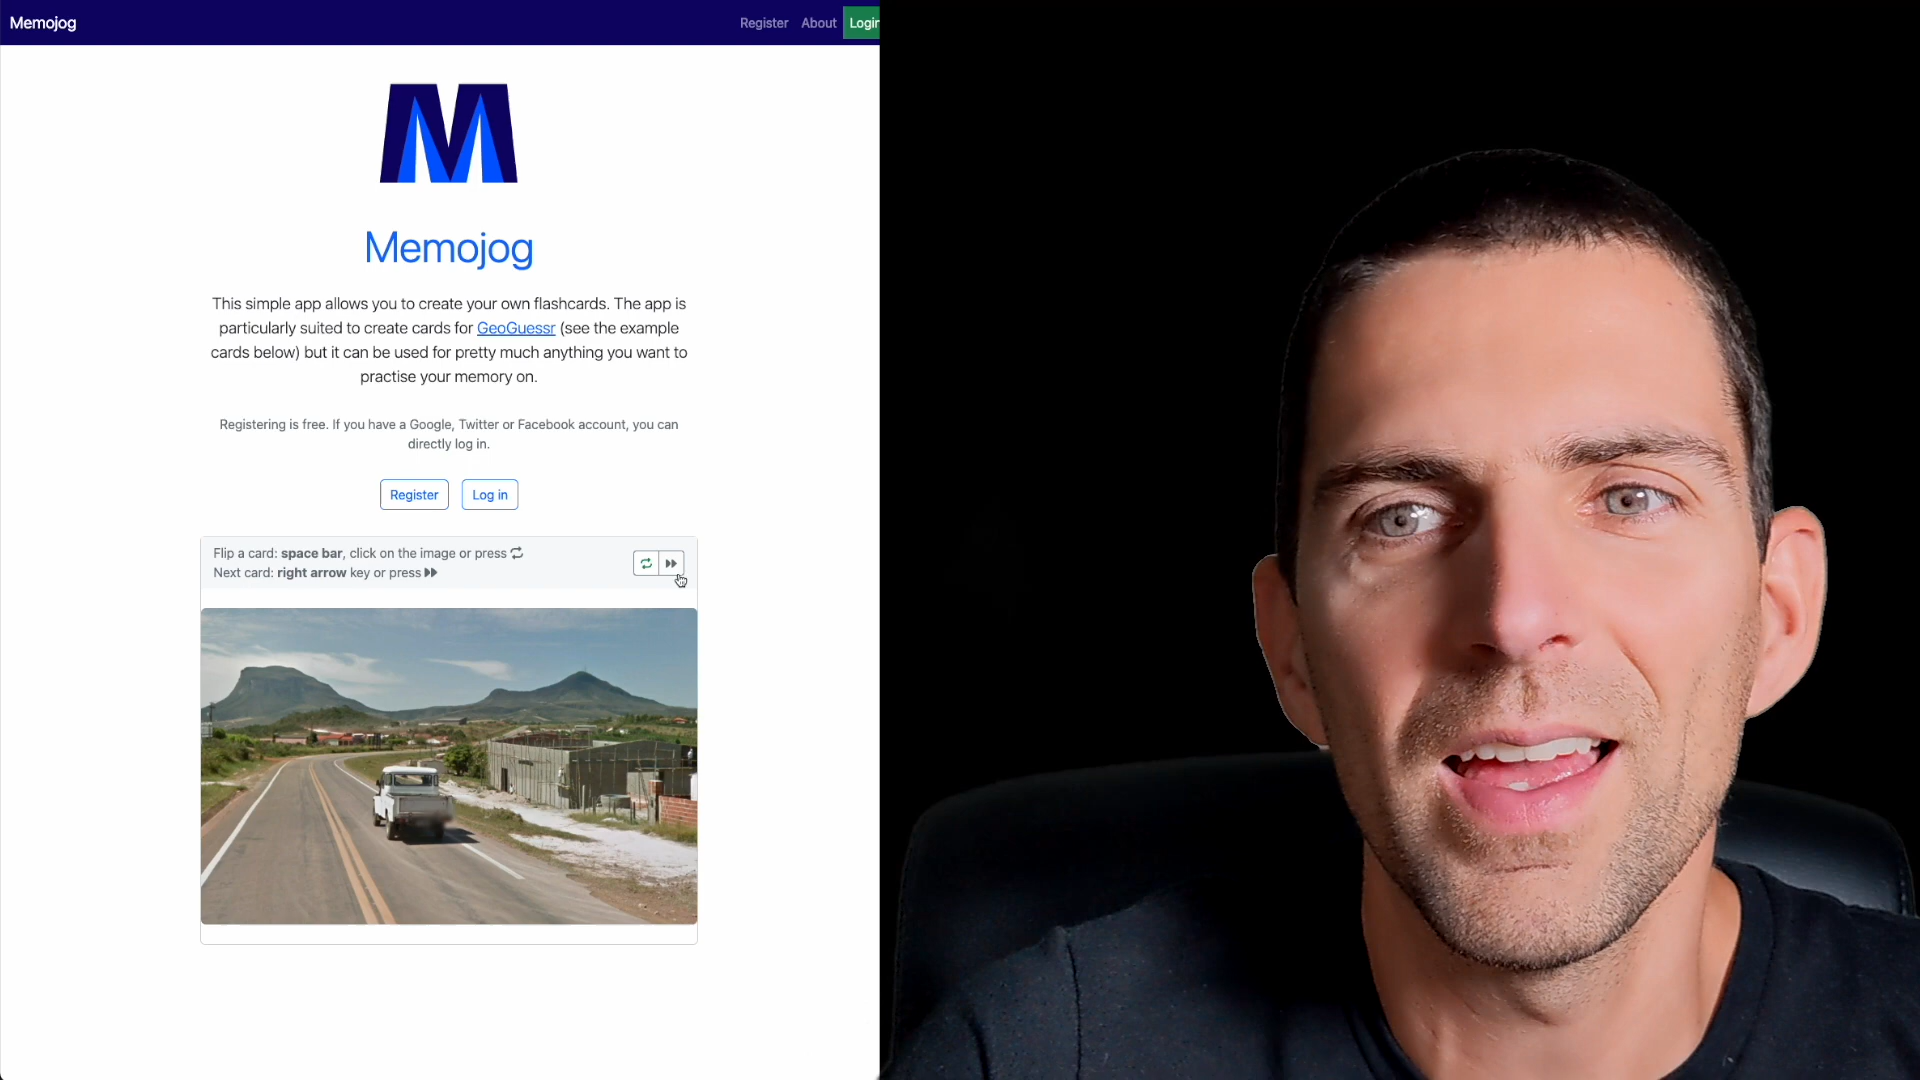 Memojog
Register About Login
M
Memojog
This simple app allows you to create your own flashcards. The app is
particularly suited to create cards for GeoGuessr (see the example
cards below) but it can be used for pretty much anything you want to
practise your memory on.
Registering is free. If you have a Google, Twitter or Facebook account, you can
directly log in.
Register Log in
Flip a card: space bar, click on the image or press
Next card: right arrow key or press